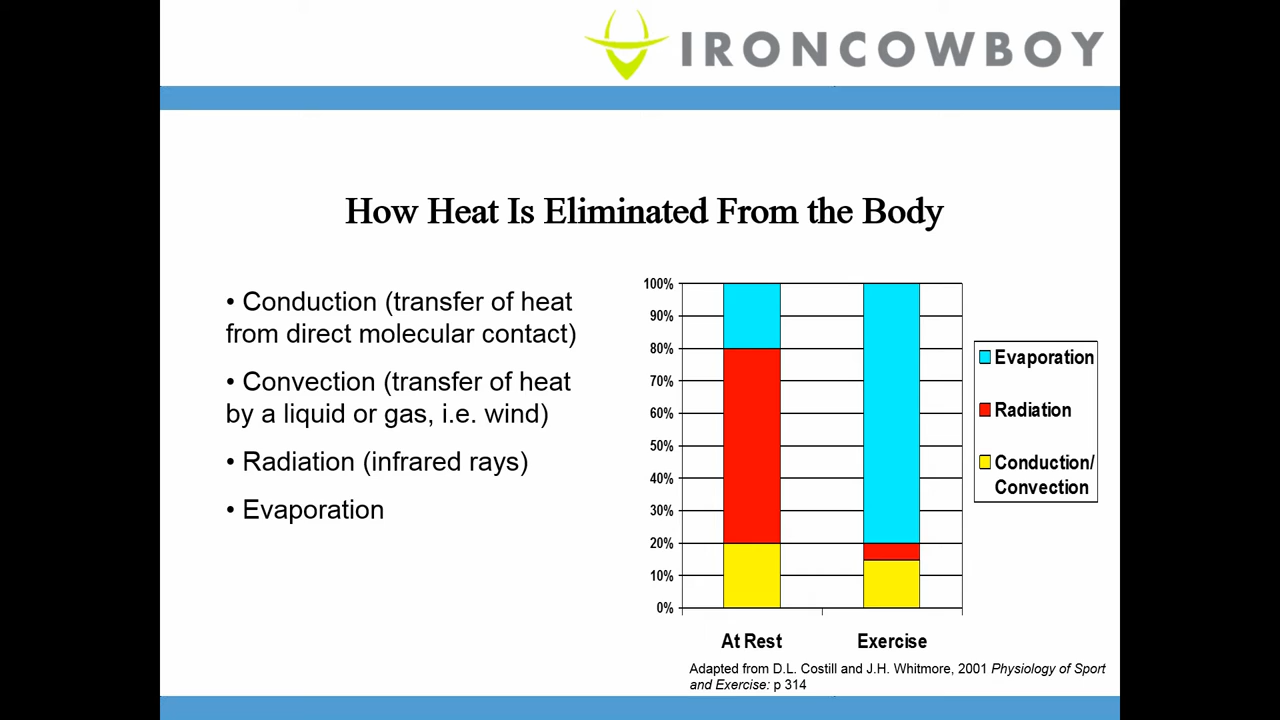 IRONCOWBOY
How Heat Is Eliminated From the Body
• Conduction (transfer of heat
from direct molecular contact)
• Convection (transfer of heat
by a liquid or gas, i.e. wind)
• Radiation (infrared rays)
• Evaporation
100%
90%
80%
70%
60%
50%
40%
30%
20%
10%
0%
At Rest
Exercise
Evaporation
Radiation
Conduction/
Convection
Adapted from D.L. Costill and J.H. Whitmore, 2001 Physiology of Sport
and Exercise: p 314